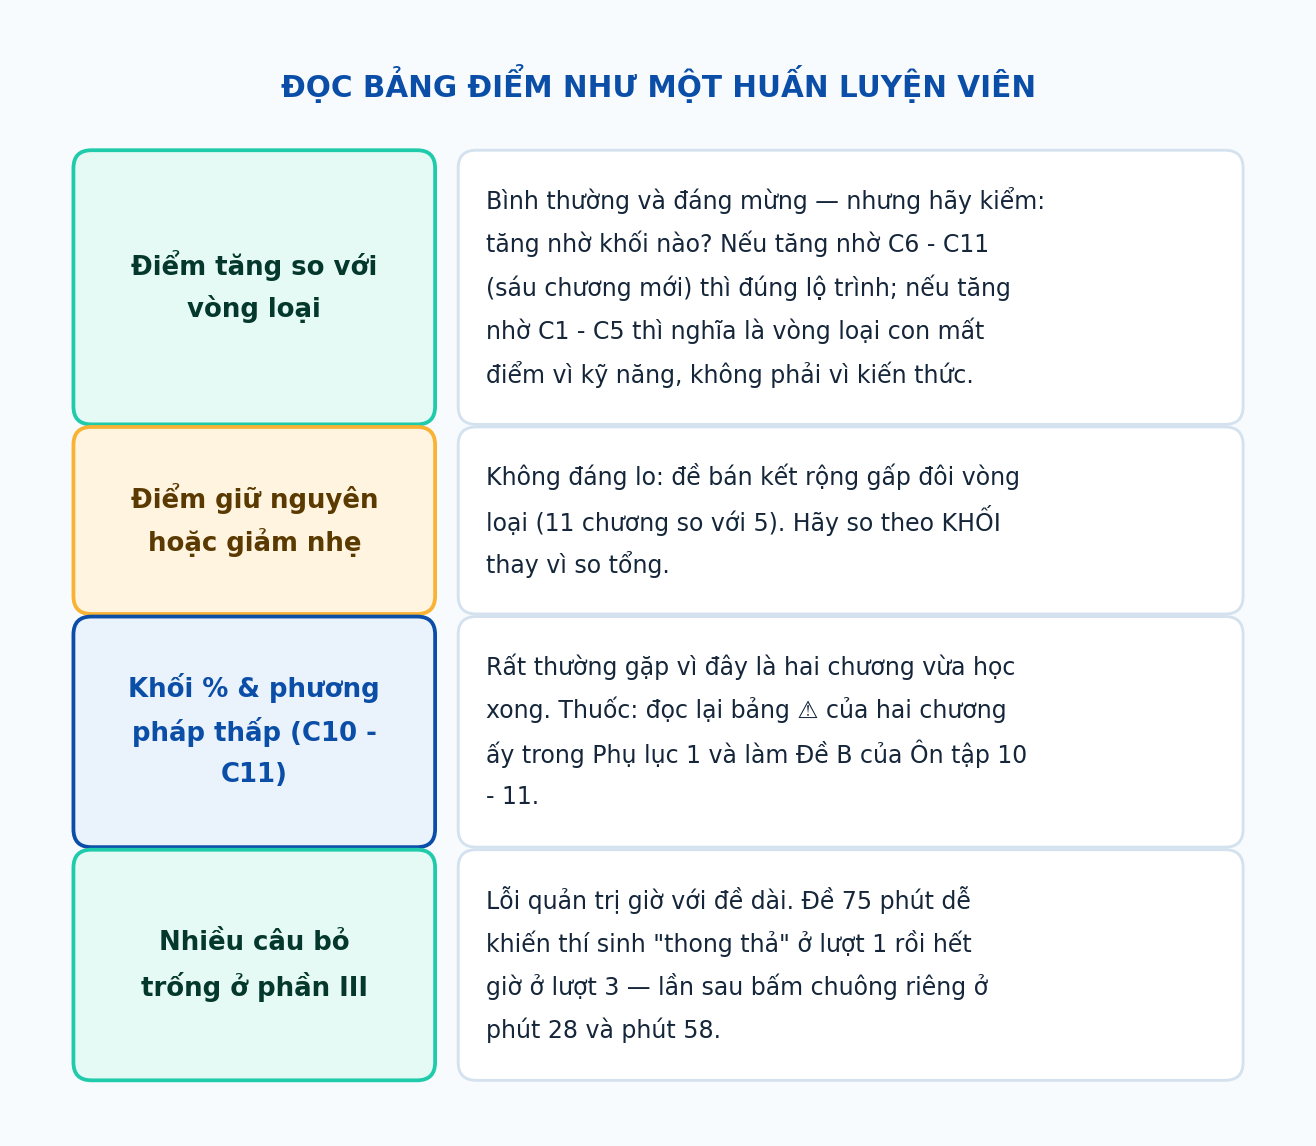 ĐỌC BẢNG ĐIỂM NHƯ MỘT HUẤN LUYỆN VIÊN
Điểm tăng so với
vòng loại
Bình thường và đáng mừng — nhưng hãy kiểm:
tăng nhờ khối nào? Nếu tăng nhờ C6 - C11
(sáu chương mới) thì đúng lộ trình; nếu tăng
nhờ C1 - C5 thì nghĩa là vòng loại con mất
điểm vì kỹ năng, không phải vì kiến thức.
Điểm giữ nguyên
hoặc giảm nhẹ
Không đáng lo: đề bán kết rộng gấp đôi vòng
loại (11 chương so với 5). Hãy so theo KHỐI
thay vì so tổng.
Khối % & phương
pháp thấp (C10 -
C11)
Rất thường gặp vì đây là hai chương vừa học
xong. Thuốc: đọc lại bảng ⚠ của hai chương
ấy trong Phụ lục 1 và làm Đề B của Ôn tập 10
- 11.
Nhiều câu bỏ
trống ở phần III
Lỗi quản trị giờ với đề dài. Đề 75 phút dễ
khiến thí sinh "thong thả" ở lượt 1 rồi hết
giờ ở lượt 3 — lần sau bấm chuông riêng ở
phút 28 và phút 58.